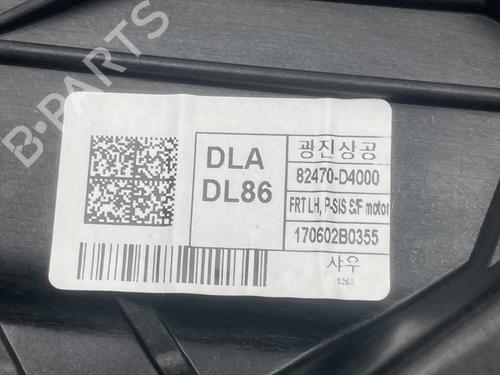 B-PARTS
DLA
DL86
광진상공
82470-D4000
FRT LH, P-SIS S/F motor
170602B0355
샤우